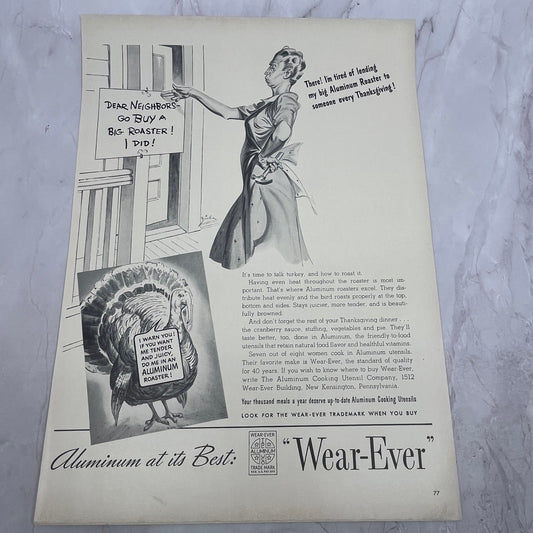 There! I'm tired of lending
my big Aluminum Roaster to
someone every Thanksgiving!
DEAR NEIGHBORS-
GO BUY A
BIG ROASTER!
I DID!
It's time to talk turkey, and how to roast it.
Having even heat throughout the roaster is most im-
portant. That's where Aluminum roasters excel. They dis-
tribute heat evenly and the bird roasts properly at the top,
bottom and sides. Stays juicier, more tender, and is beauti-
fully browned.
And don't forget the rest of your Thanksgiving dinner . . .
the cranberry sauce, stuffing, vegetables and pie. They'll
taste better, too, done in Aluminum, the friendly-to-food
utensils that retain natural food flavor and healthful vitamins.
Seven out of eight women cook in Aluminum utensils.
Their favorite make is Wear-Ever, the standard of quality
for 40 years. If you wish to know where to buy Wear-Ever,
write The Aluminum Cooking Utensil Company, 1512
Wear-Ever Building, New Kensington, Pennsylvania.
Your thousand meals a year deserve up-to-date Aluminum Cooking Utensils
LOOK FOR THE WEAR-EVER TRADEMARK WHEN YOU BUY
I WARN YOU!
IF YOU WANT
ME TENDER
AND JUICY,
DO ME IN AN
ALUMINUM
ROASTER!
Aluminum at its Best:
WEAR-EVER
ALUMINUM
TRADE MARK
REG. U.S. PAT. OFF.
"Wear-Ever"
77